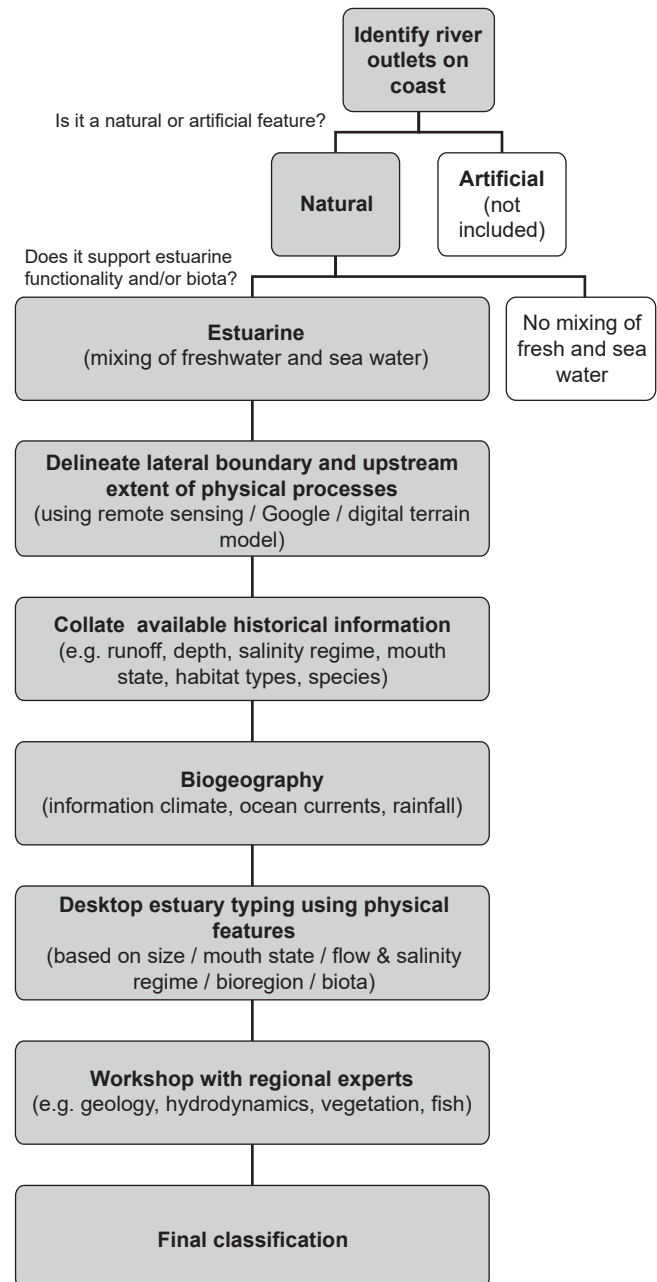 Identify river
outlets on
coast
Is it a natural or artificial feature?
Natural
Artificial
(not
included)
Does it support estuarine
functionality and/or biota?
Estuarine
(mixing of freshwater and sea water)
No mixing of
fresh and sea
water
Delineate lateral boundary and upstream
extent of physical processes
(using remote sensing / Google / digital terrain
model)
Collate  available historical information
(e.g. runoff, depth, salinity regime, mouth
state, habitat types, species)
Biogeography
(information climate, ocean currents, rainfall)
Desktop estuary typing using physical
features
(based on size / mouth state / flow & salinity
regime / bioregion / biota)
Workshop with regional experts
(e.g. geology, hydrodynamics, vegetation, fish)
Final classification